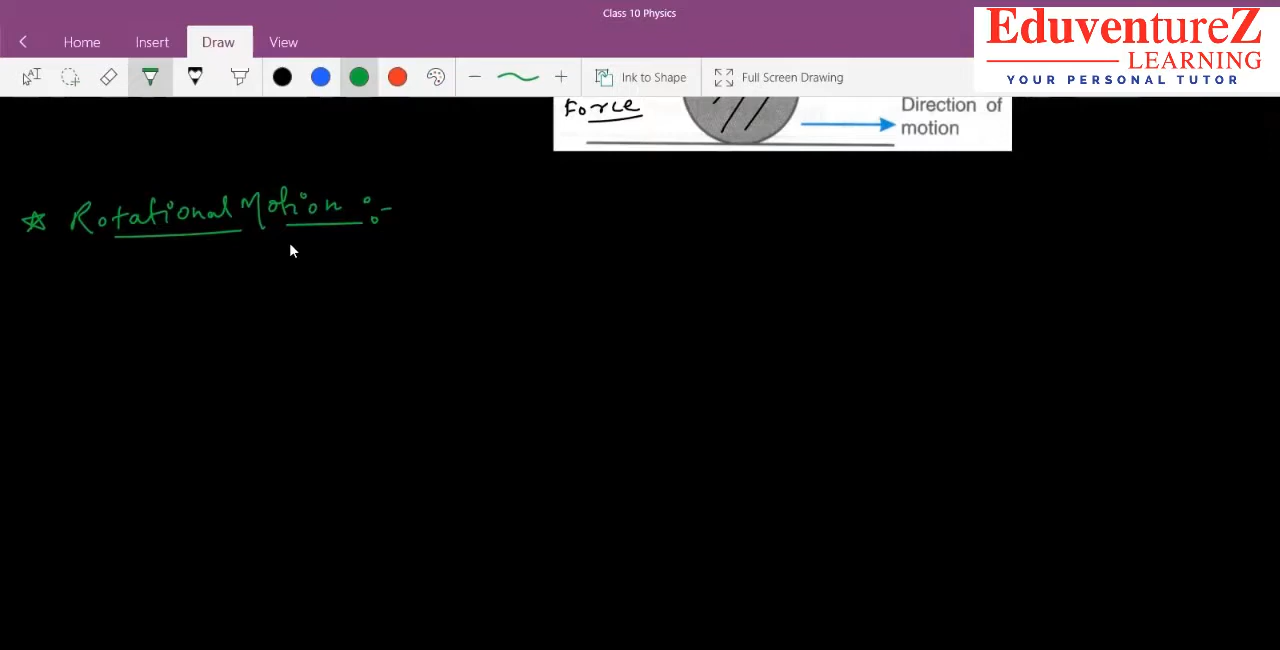 Class 10 Physics
EduventureZ
LEARNING
YOUR PERSONAL TUTOR
Home Insert Draw View
Ink to Shape Full Screen Drawing
Force
Direction of
motion
☆ Rotational Motion :-